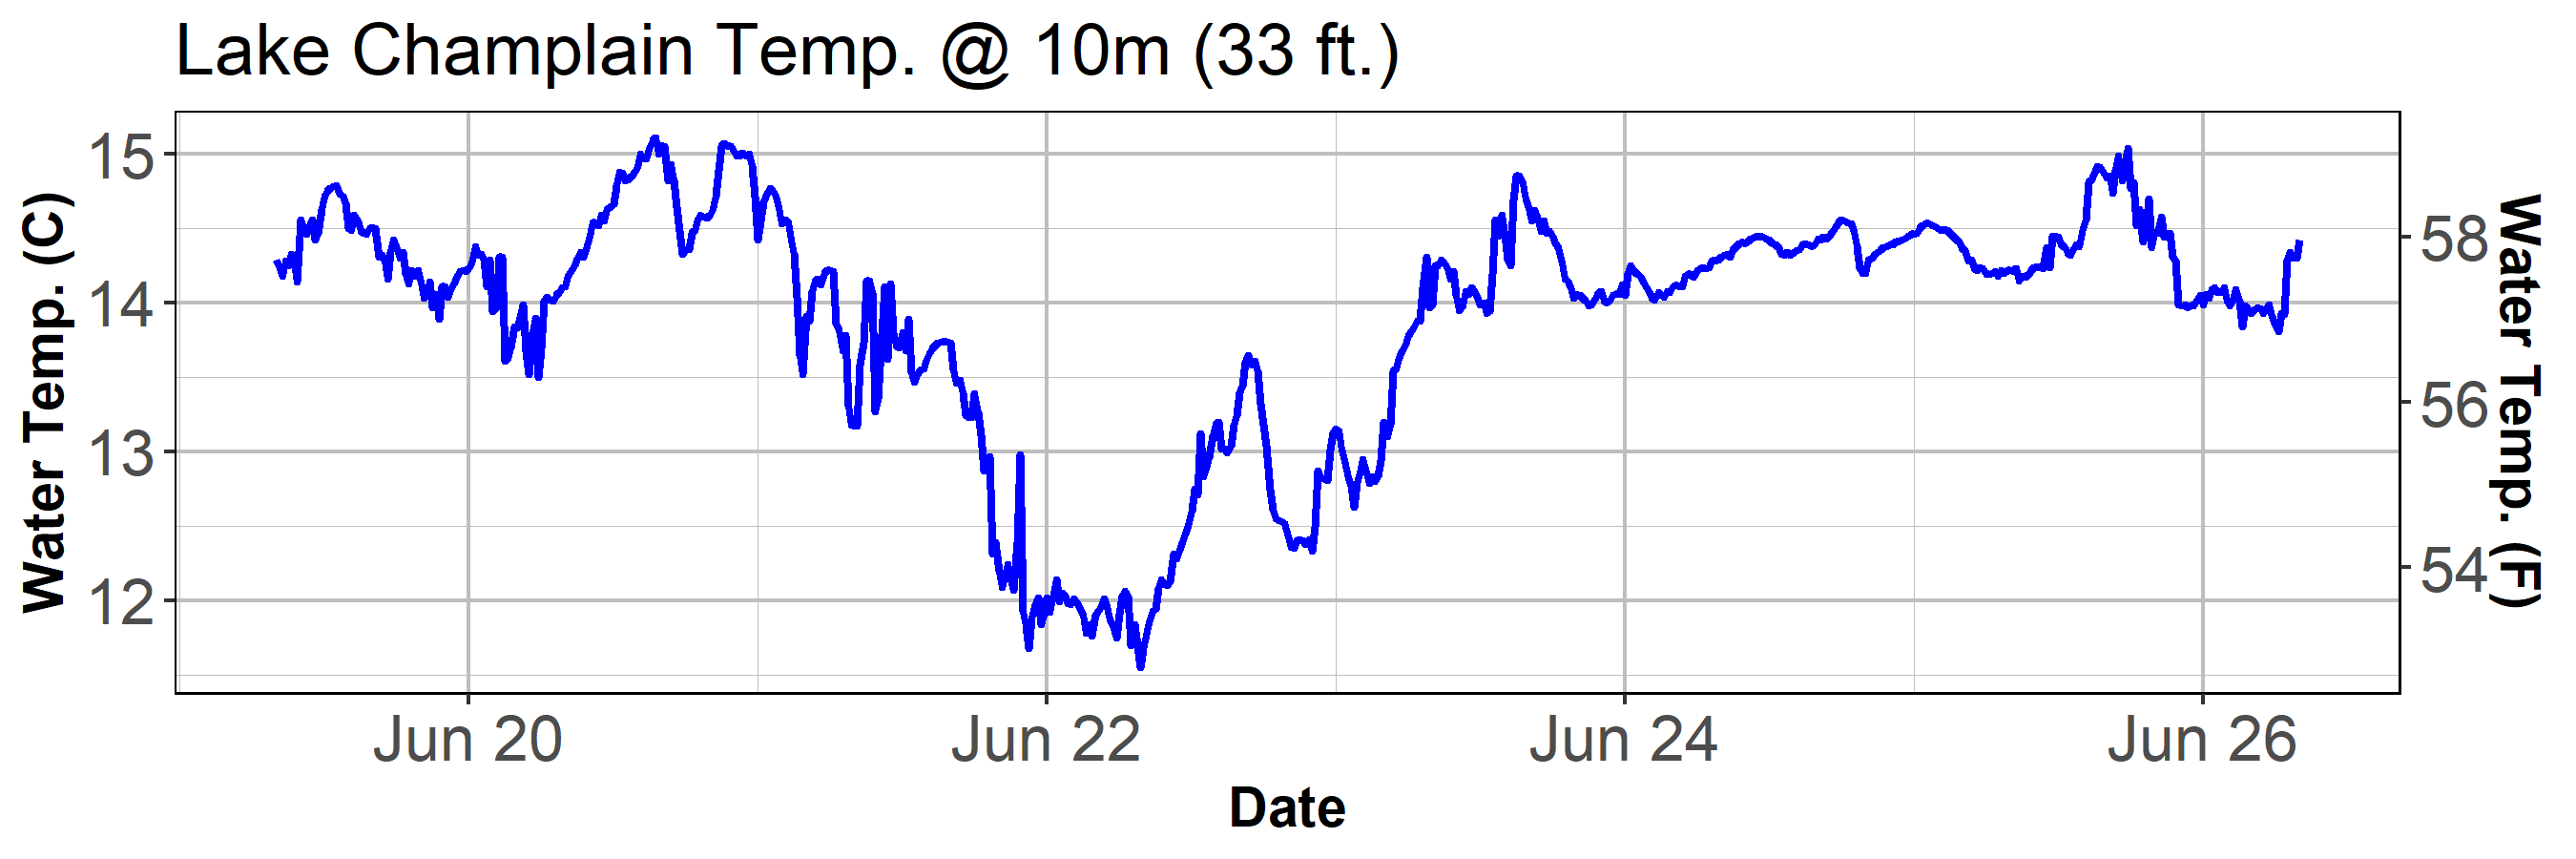 Lake Champlain Temp. @ 10m (33 ft.)
Water Temp. (C)
15
14
13
12
58
56
54
Water Temp. (F)
Jun 20 Jun 22 Jun 24 Jun 26
Date